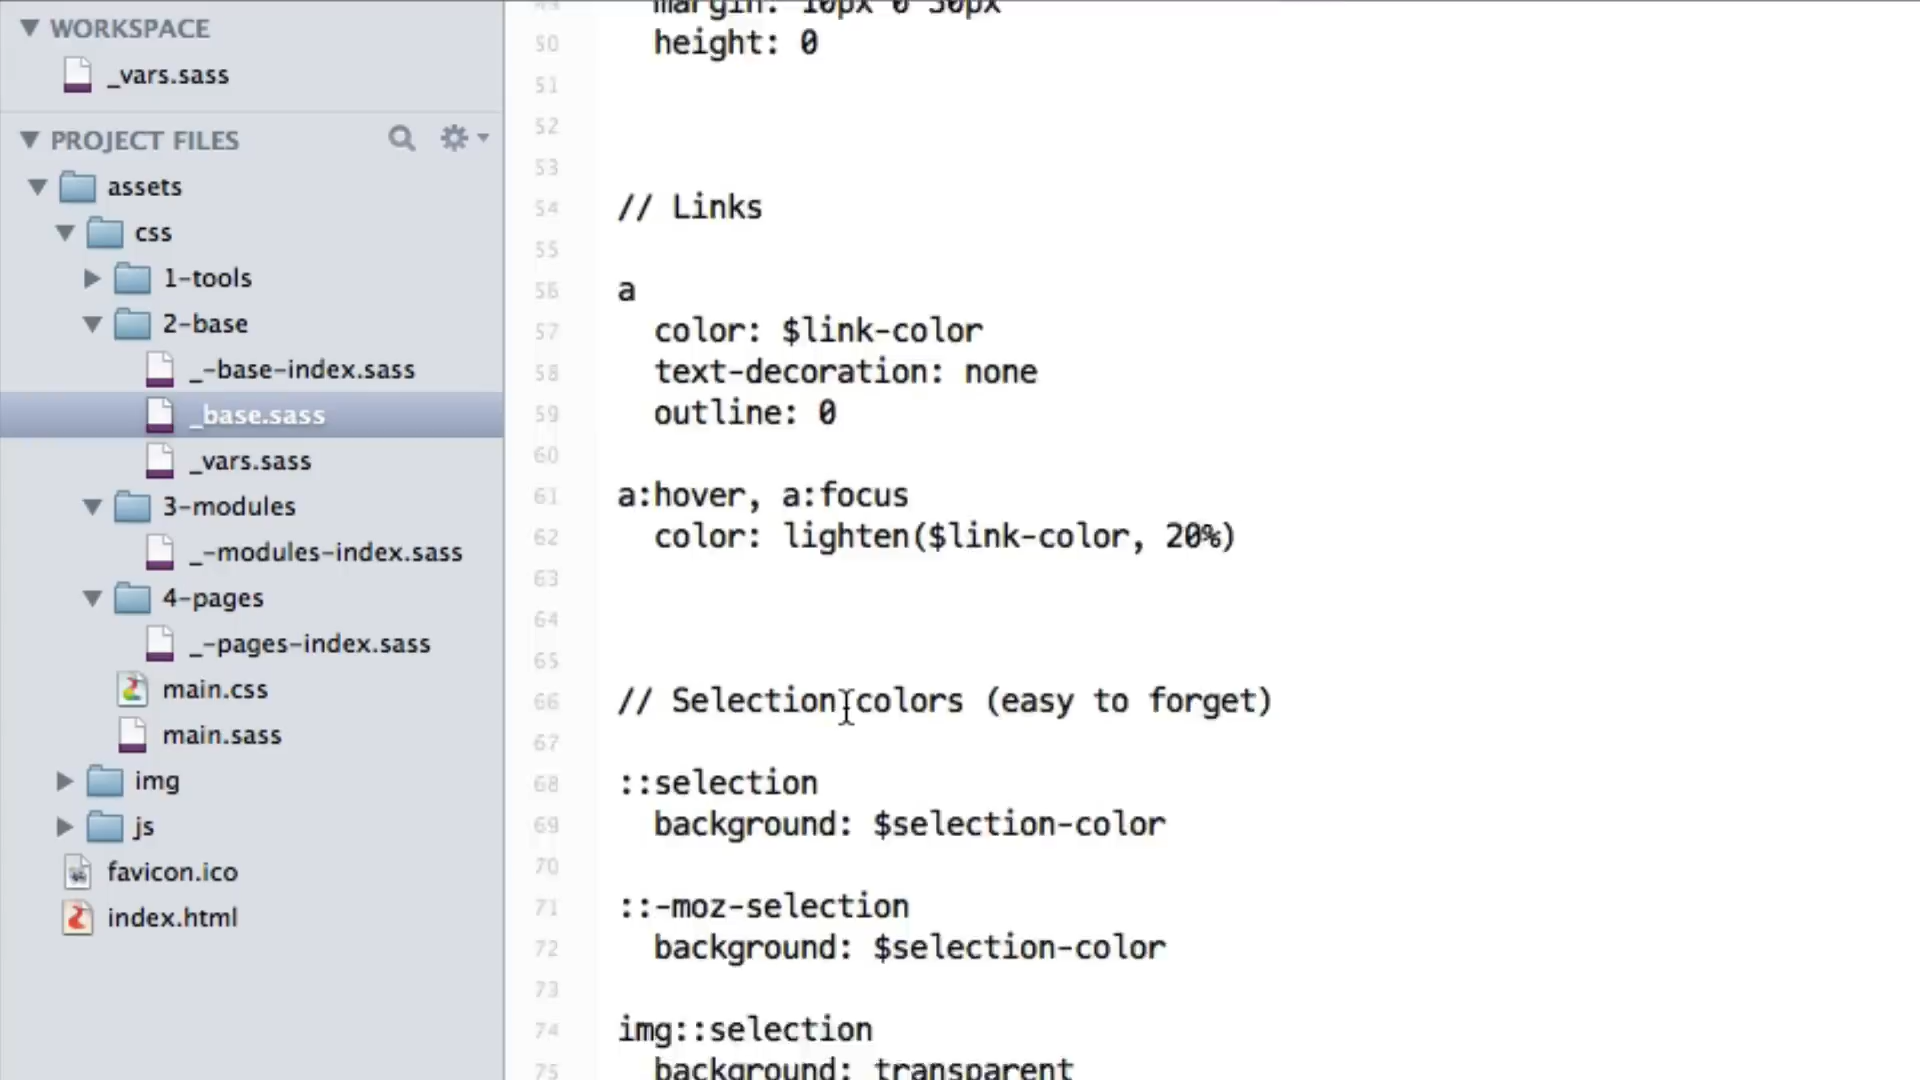 WORKSPACE
_vars.sass
PROJECT FILES
assets
css
1-tools
2-base
_-base-index.sass
_base.sass
_vars.sass
3-modules
_-modules-index.sass
4-pages
_-pages-index.sass
main.css
main.sass
img
js
favicon.ico
index.html
49 margin: 10px 0 30px
50 height: 0
51
52
53
54 // Links
55
56 a
57 color: $link-color
58 text-decoration: none
59 outline: 0
60
61 a:hover, a:focus
62 color: lighten($link-color, 20%)
63
64
65
66 // Selection colors (easy to forget)
67
68 ::selection
69 background: $selection-color
70
71 ::-moz-selection
72 background: $selection-color
73
74 img::selection
75 background: transparent